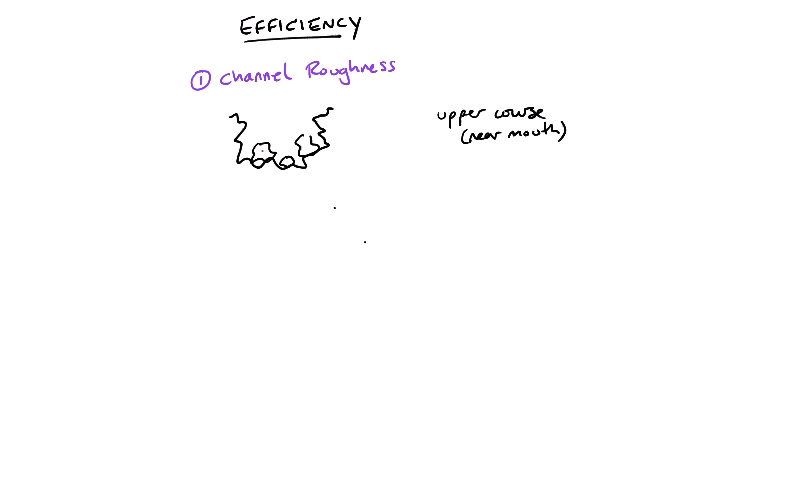 EFFICIENCY
① Channel Roughness
upper course
(near mouth)